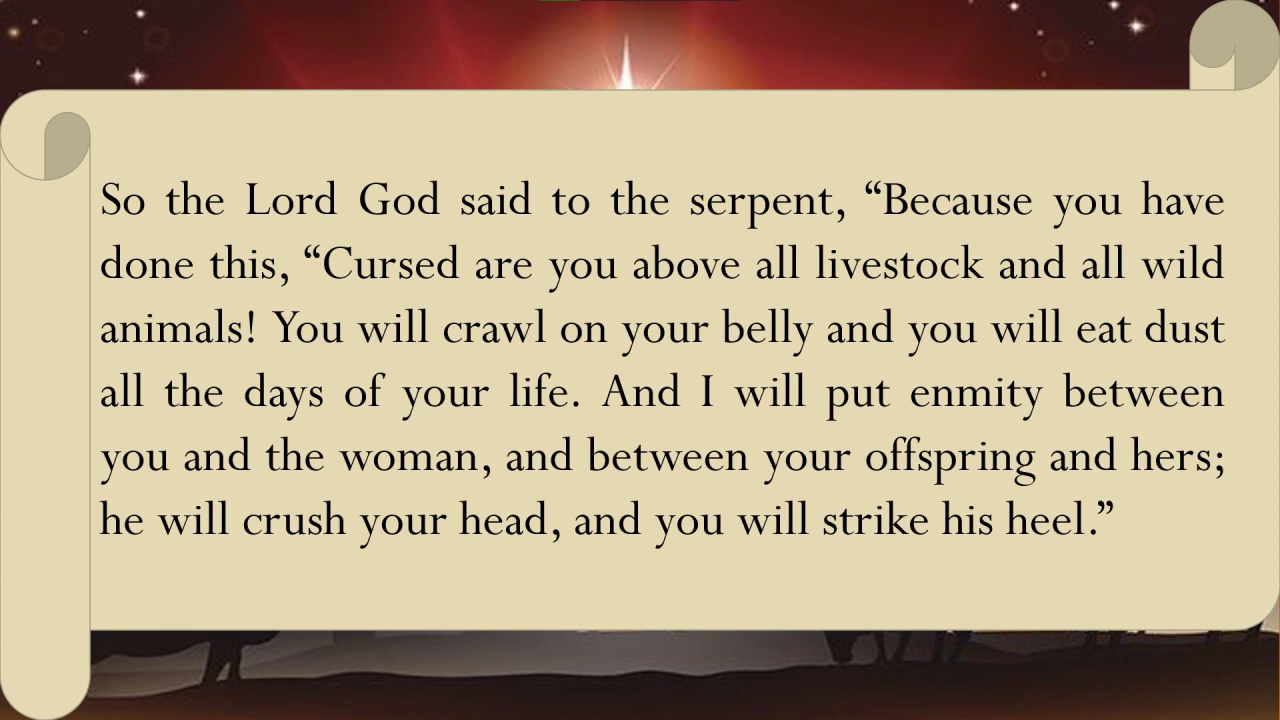 So the Lord God said to the serpent, “Because you have
done this, “Cursed are you above all livestock and all wild
animals! You will crawl on your belly and you will eat dust
all the days of your life. And I will put enmity between
you and the woman, and between your offspring and hers;
he will crush your head, and you will strike his heel.”